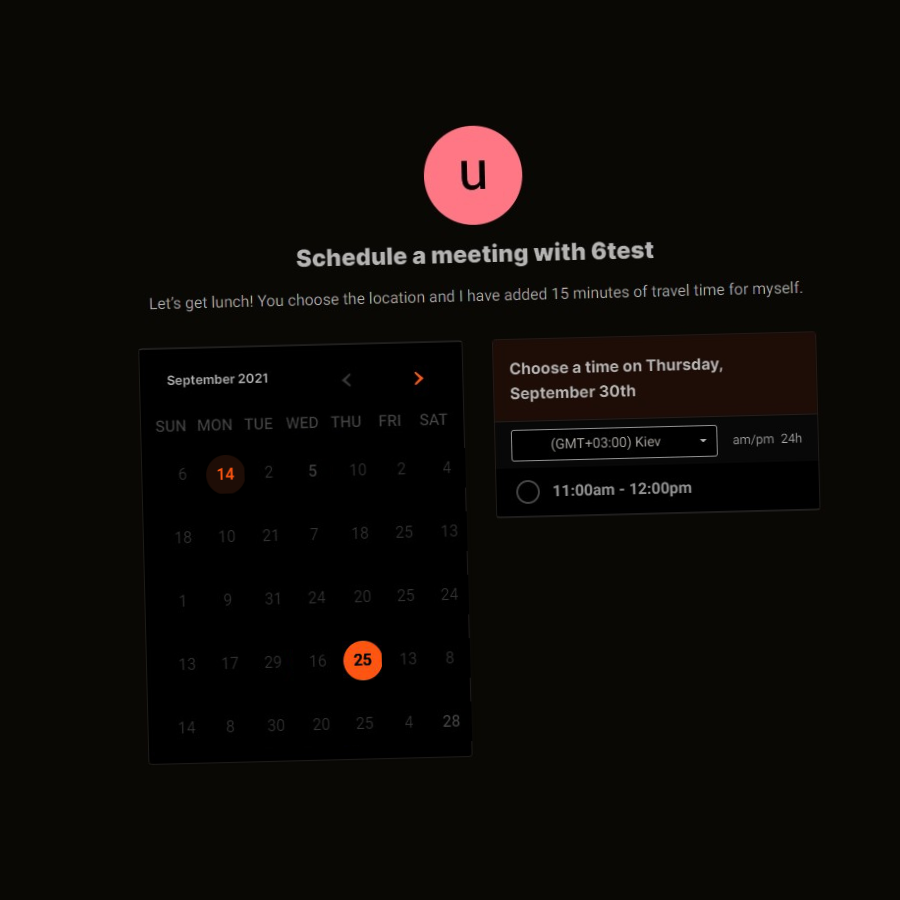 u
Schedule a meeting with 6test
Let's get lunch! You choose the location and I have added 15 minutes of travel time for myself.
September 2021
SUN MON TUE WED THU FRI SAT
6 14 2 5 10 2 4
18 10 21 7 18 25 13
1 9 31 24 20 25 24
13 17 29 16 25 13 8
14 8 30 20 25 4 28
Choose a time on Thursday,
September 30th
(GMT+03:00) Kiev am/pm 24h
11:00am - 12:00pm